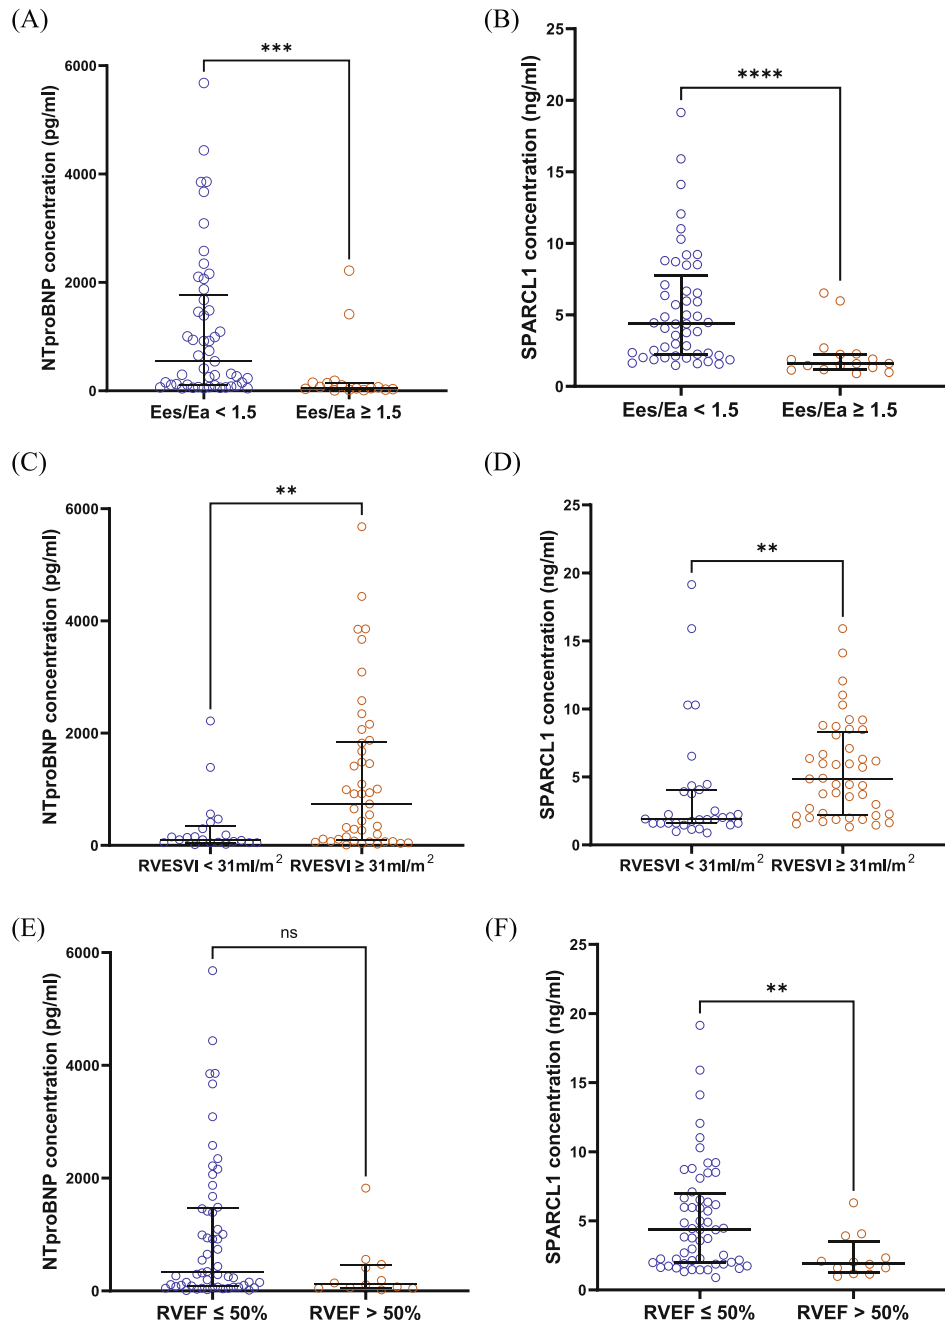 (A)
NTproBNP concentration (pg/ml)
6000
4000
2000
0
***
Ees/Ea < 1.5
Ees/Ea ≥ 1.5
(B)
SPARCL1 concentration (ng/ml)
25
20
15
10
5
0
****
Ees/Ea < 1.5
Ees/Ea ≥ 1.5
(C)
NTproBNP concentration (pg/ml)
6000
4000
2000
0
**
RVESVI < 31ml/m²
RVESVI ≥ 31ml/m²
(D)
SPARCL1 concentration (ng/ml)
25
20
15
10
5
0
**
RVESVI < 31ml/m²
RVESVI ≥ 31ml/m²
(E)
NTproBNP concentration (pg/ml)
6000
4000
2000
0
ns
RVEF ≤ 50%
RVEF > 50%
(F)
SPARCL1 concentration (ng/ml)
25
20
15
10
5
0
**
RVEF ≤ 50%
RVEF > 50%